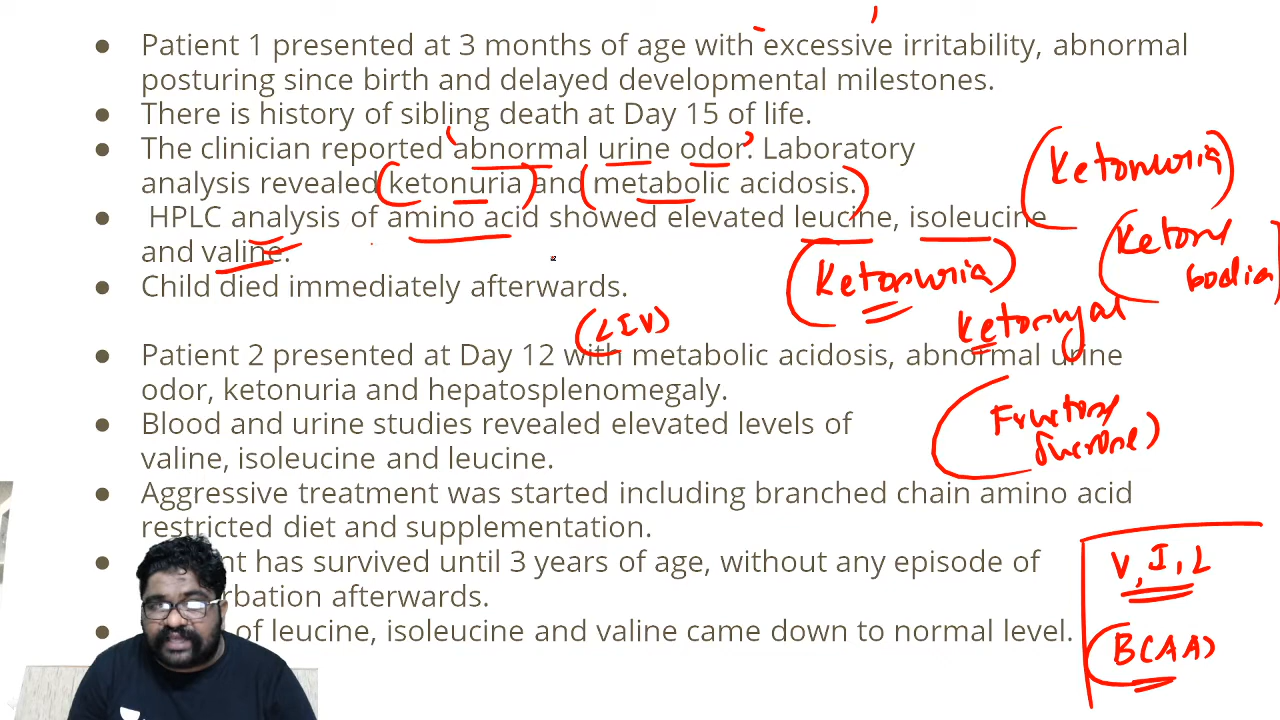 ● Patient 1 presented at 3 months of age with excessive irritability, abnormal
posturing since birth and delayed developmental milestones.
● There is history of sibling death at Day 15 of life.
● The clinician reported 'abnormal urine odor'. Laboratory
analysis revealed (ketonuria) and (metabolic acidosis.)
(Ketonuria)
● HPLC analysis of amino acid showed elevated leucine, isoleucine
and valine.
(Ketone
bodies
(Ketonuria)
● Child died immediately afterwards.
(LIV)
● Patient 2 presented at Day 12 with metabolic acidosis, abnormal urine
odor, ketonuria and hepatosplenomegaly.
● Blood and urine studies revealed elevated levels of
valine, isoleucine and leucine.
● Aggressive treatment was started including branched chain amino acid
restricted diet and supplementation.
has survived until 3 years of age, without any episode of
afterwards.
V, I, L
● of leucine, isoleucine and valine came down to normal level.
BCAA)